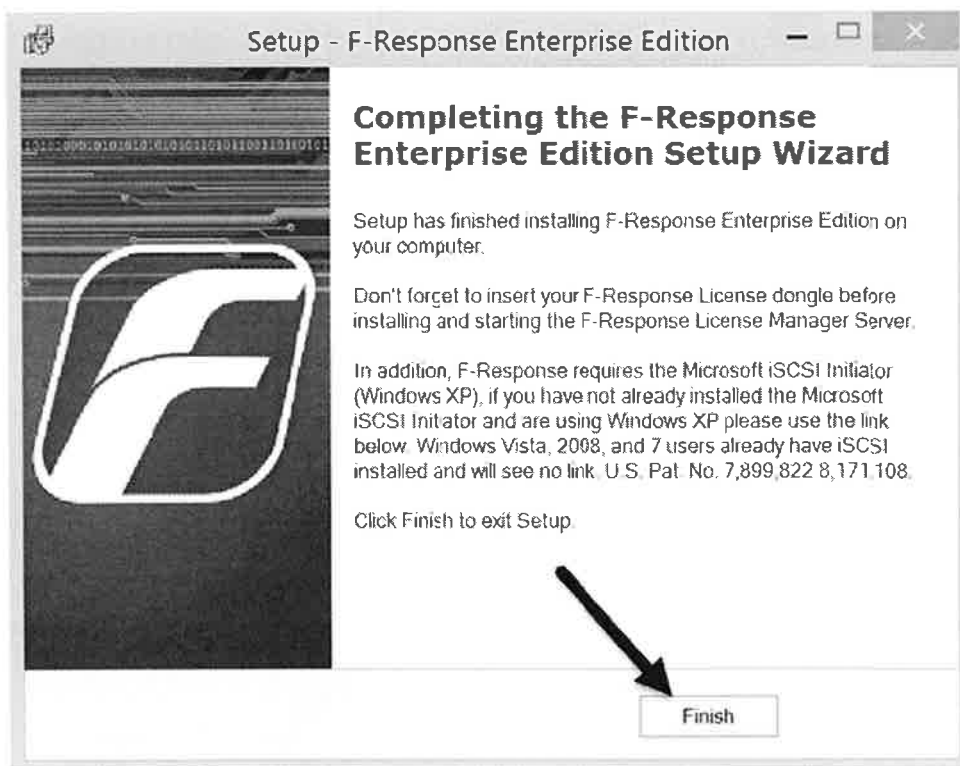 Setup - F-Response Enterprise Edition
Completing the F-Response
Enterprise Edition Setup Wizard
Setup has finished installing F-Response Enterprise Edition on
your computer.
Don't forget to insert your F-Response License dongle before
installing and starting the F-Response License Manager Server.
In addition, F-Response requires the Microsoft iSCSI Initiator
(Windows XP), if you have not already installed the Microsoft
iSCSI Initator and are using Windows XP please use the link
below. Windows Vista, 2008, and 7 users already have iSCSI
installed and will see no link. U.S. Pat. No. 7,899,822 8,171,108.
Click Finish to exit Setup.
Finish